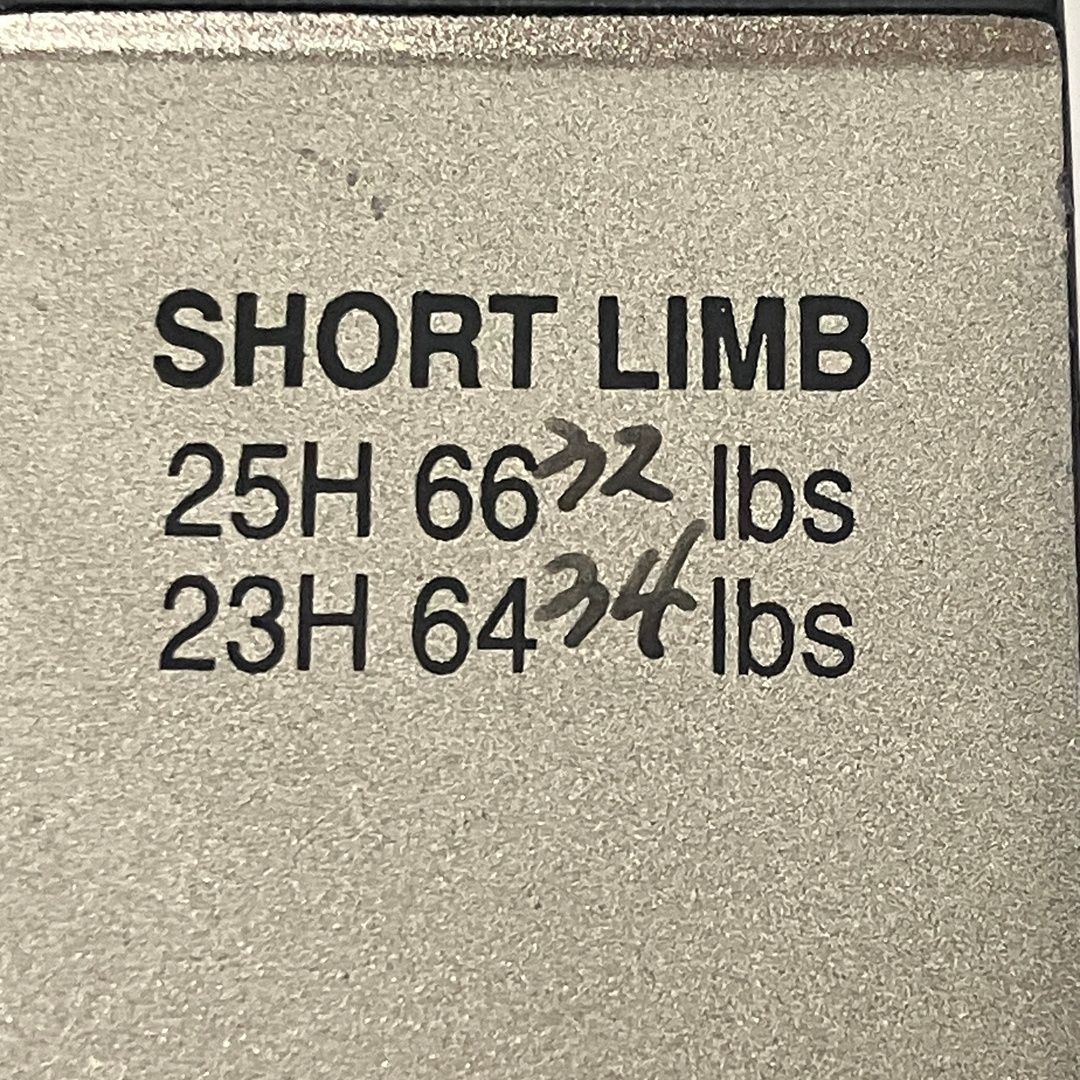 SHORT LIMB
25H 66 32 lbs
23H 64 34 lbs